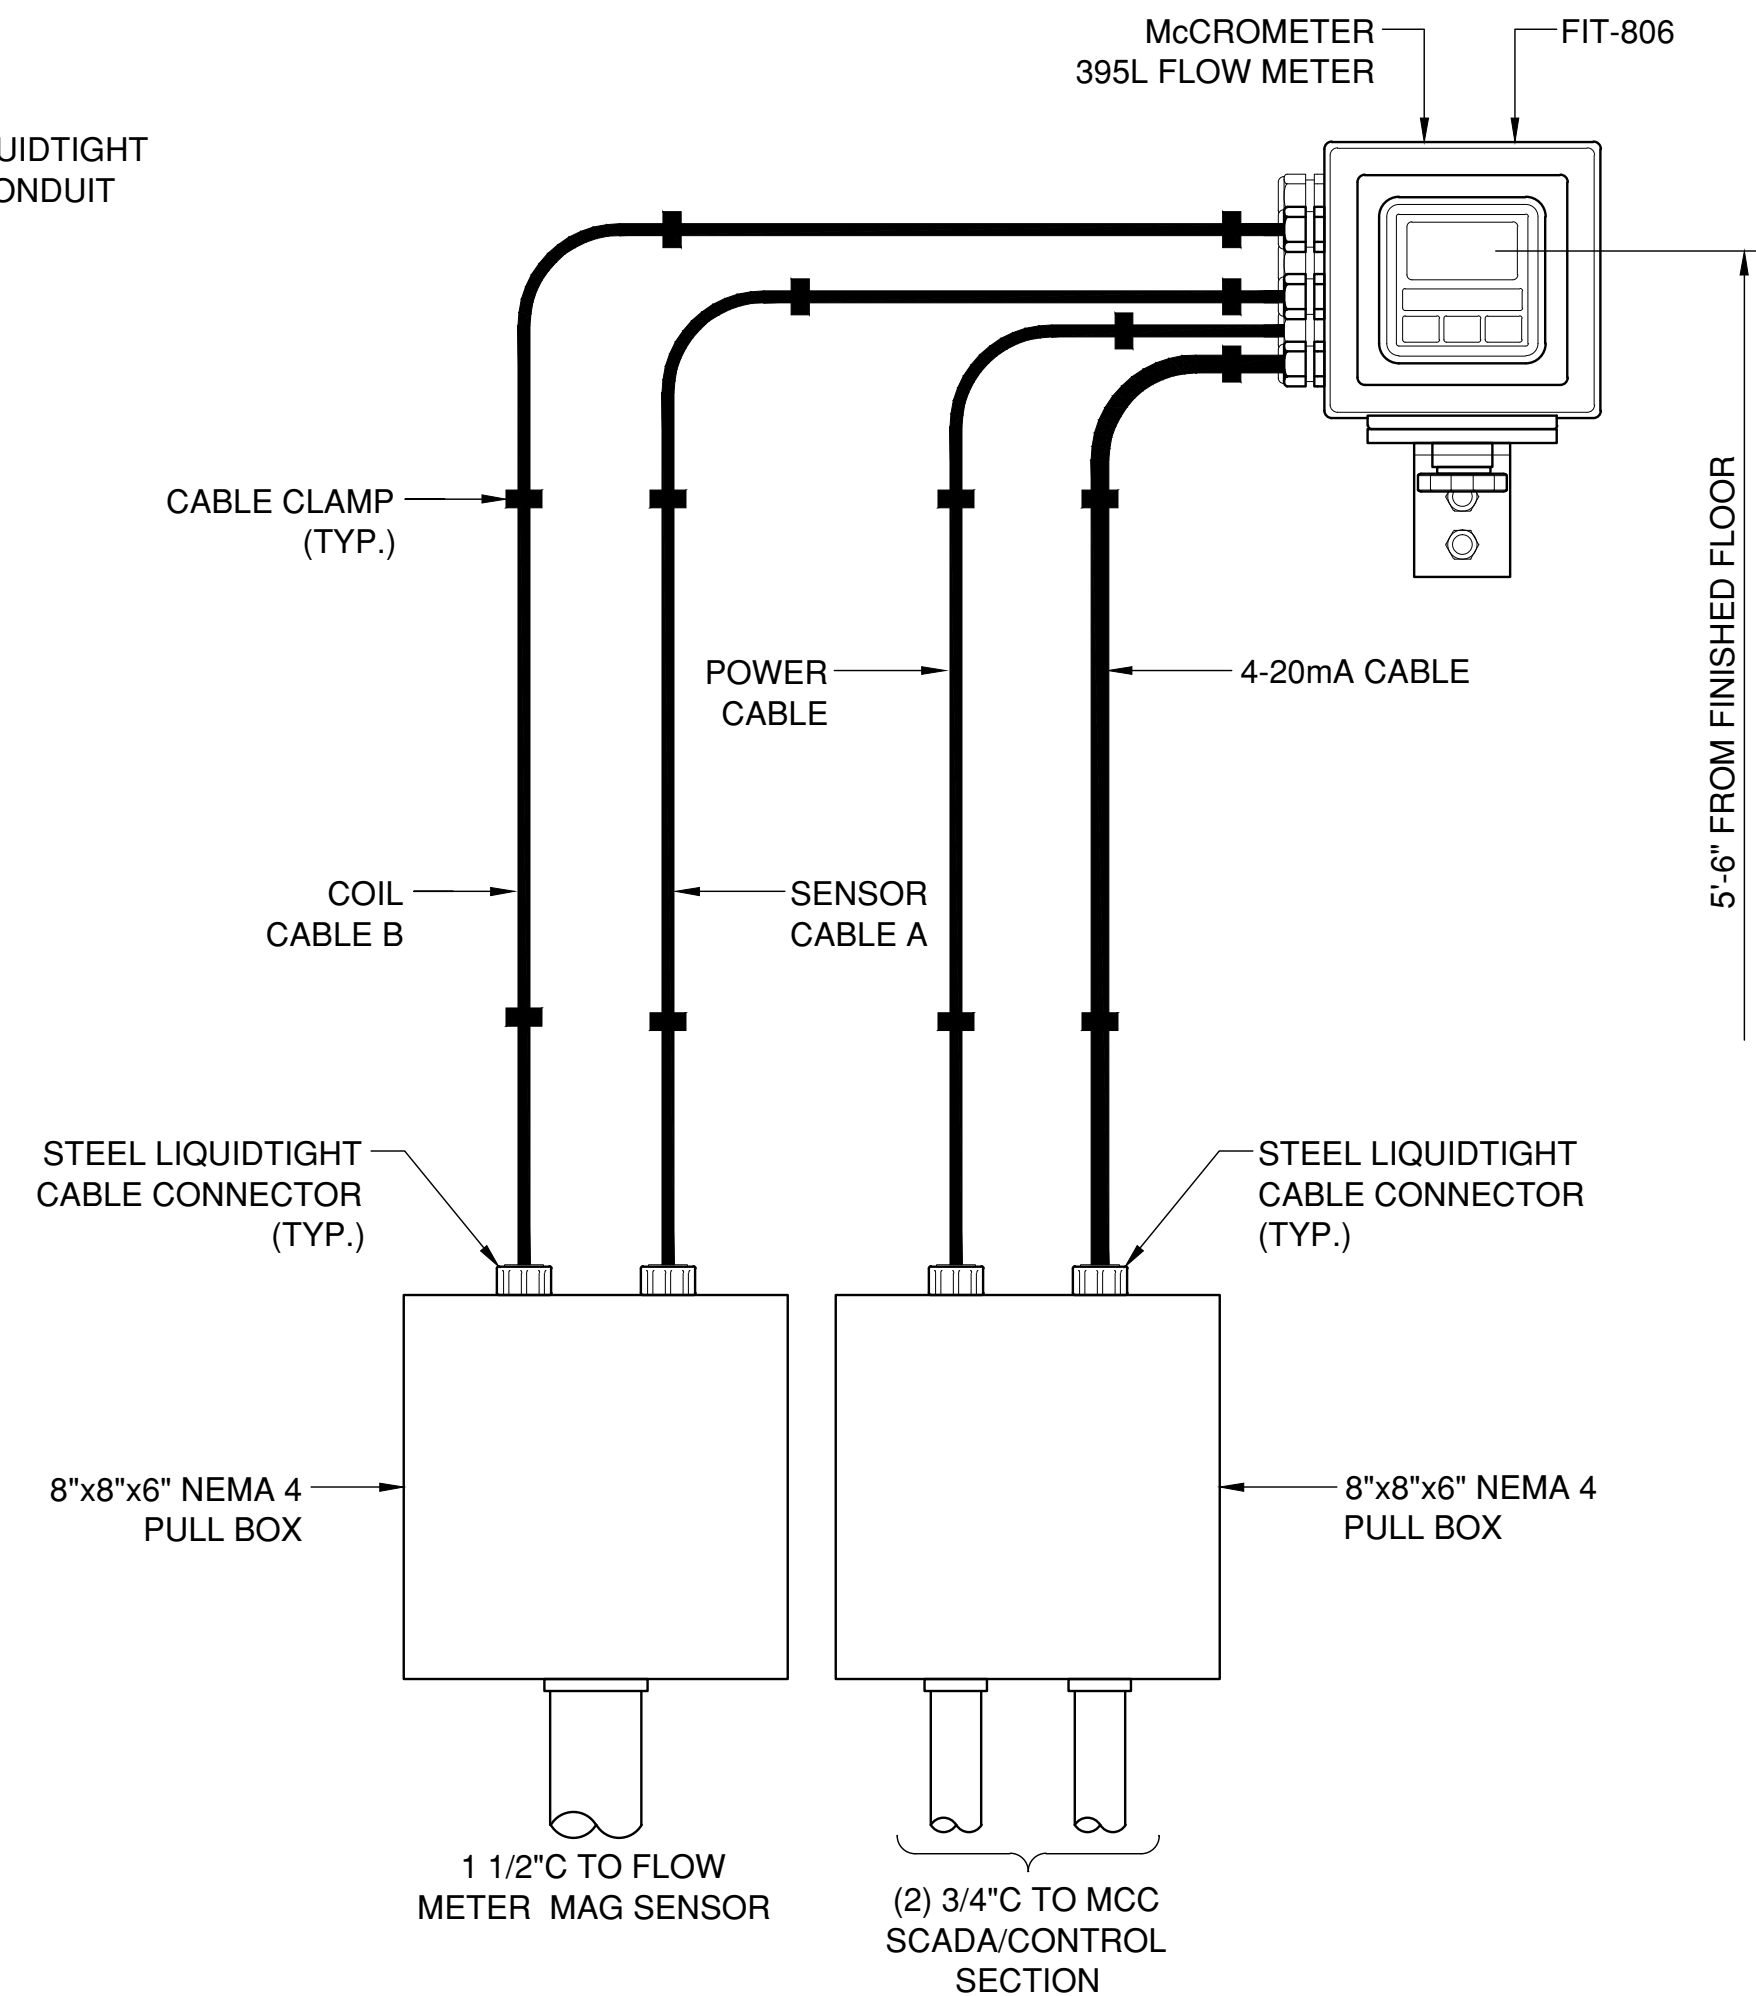 McCROMETER
395L FLOW METER
FIT-806
UIDTIGHT
ONDUIT
CABLE CLAMP
(TYP.)
POWER
CABLE
4-20mA CABLE
5'-6" FROM FINISHED FLOOR
COIL
CABLE B
SENSOR
CABLE A
STEEL LIQUIDTIGHT
CABLE CONNECTOR
(TYP.)
STEEL LIQUIDTIGHT
CABLE CONNECTOR
(TYP.)
8"x8"x6" NEMA 4
PULL BOX
8"x8"x6" NEMA 4
PULL BOX
1 1/2"C TO FLOW
METER  MAG SENSOR
(2) 3/4"C TO MCC
SCADA/CONTROL
SECTION